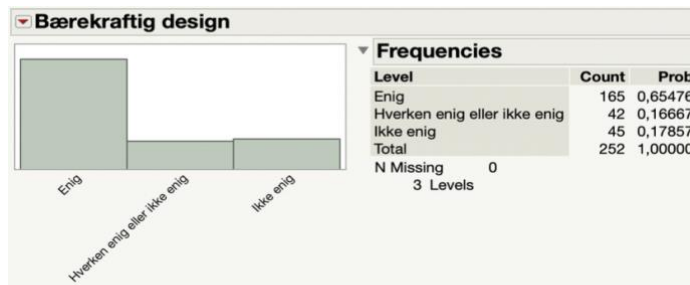 Bærekraftig design
Enig
Hverken enig eller ikke enig
Ikke enig
Frequencies
Level Count Prob
Enig 165 0,65476
Hverken enig eller ikke enig 42 0,16667
Ikke enig 45 0,17857
Total 252 1,00000
N Missing 0
3 Levels